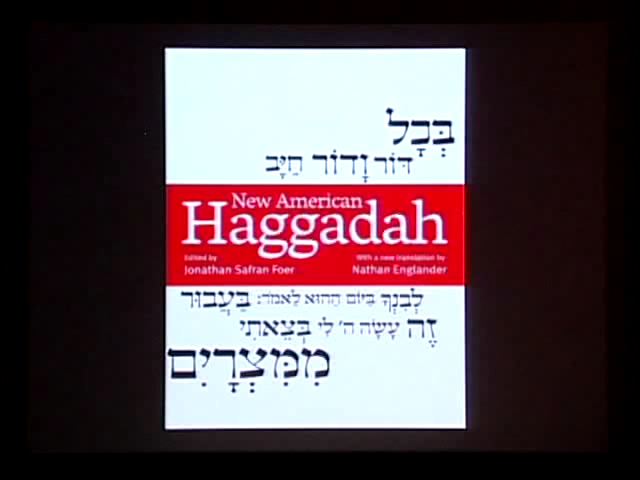 בְּכָל
דּוֹר וָדוֹר חַיָּב
New American
Haggadah
Edited by With a new translation by
Jonathan Safran Foer Nathan Englander
לְבִנְךָ בַּיּוֹם הַהוּא לֵאמֹר: בַּעֲבוּר
זֶה עָשָׂה ה' לִי בְּצֵאתִי
מִמִּצְרָיִם